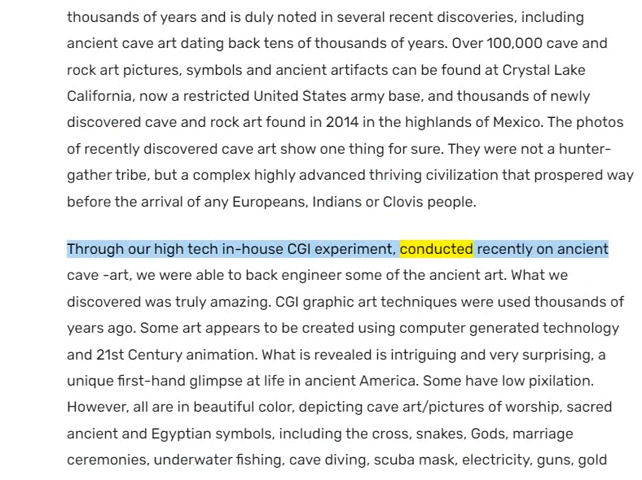 thousands of years and is duly noted in several recent discoveries, including
ancient cave art dating back tens of thousands of years. Over 100,000 cave and
rock art pictures, symbols and ancient artifacts can be found at Crystal Lake
California, now a restricted United States army base, and thousands of newly
discovered cave and rock art found in 2014 in the highlands of Mexico. The photos
of recently discovered cave art show one thing for sure. They were not a hunter-
gather tribe, but a complex highly advanced thriving civilization that prospered way
before the arrival of any Europeans, Indians or Clovis people.
Through our high tech in-house CGI experiment, conducted recently on ancient
cave -art, we were able to back engineer some of the ancient art. What we
discovered was truly amazing. CGI graphic art techniques were used thousands of
years ago. Some art appears to be created using computer generated technology
and 21st Century animation. What is revealed is intriguing and very surprising, a
unique first-hand glimpse at life in ancient America. Some have low pixilation.
However, all are in beautiful color, depicting cave art/pictures of worship, sacred
ancient and Egyptian symbols, including the cross, snakes, Gods, marriage
ceremonies, underwater fishing, cave diving, scuba mask, electricity, guns, gold